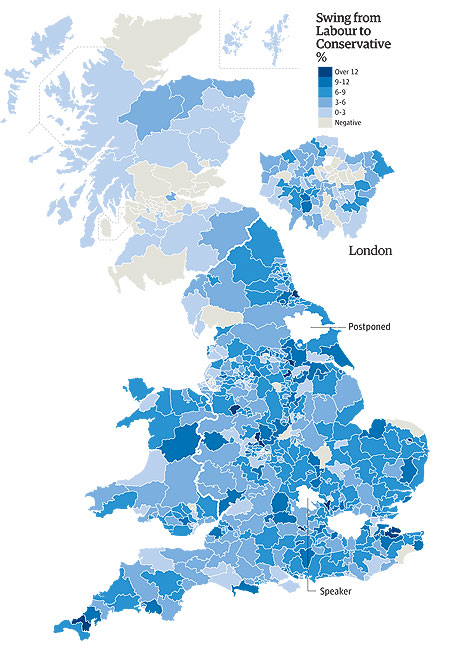 Swing from
Labour to
Conservative
%
Over 12
9-12
6-9
3-6
0-3
Negative
London
Postponed
Speaker